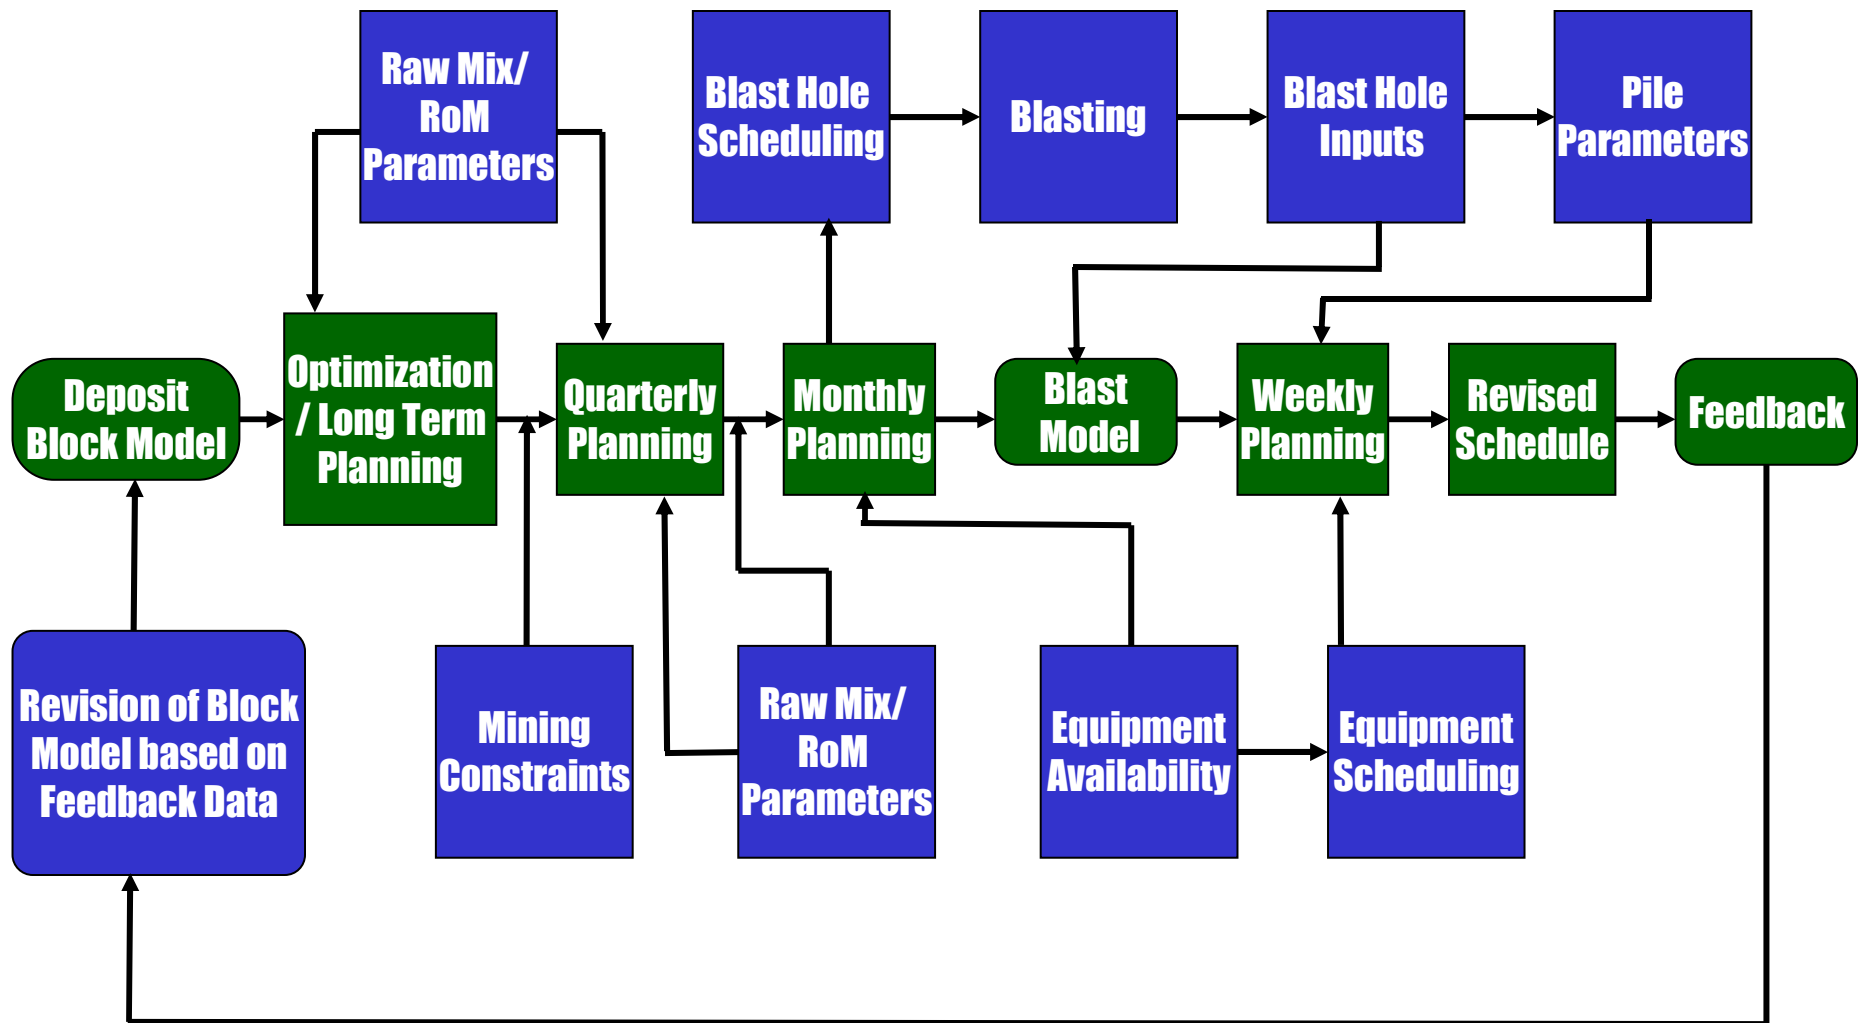 Raw Mix/
RoM
Parameters
Blast Hole
Scheduling
Blasting
Blast Hole
Inputs
Pile
Parameters
Deposit
Block Model
Optimization
/ Long Term
Planning
Quarterly
Planning
Monthly
Planning
Blast
Model
Weekly
Planning
Revised
Schedule
Feedback
Revision of Block
Model based on
Feedback Data
Mining
Constraints
Raw Mix/
RoM
Parameters
Equipment
Availability
Equipment
Scheduling